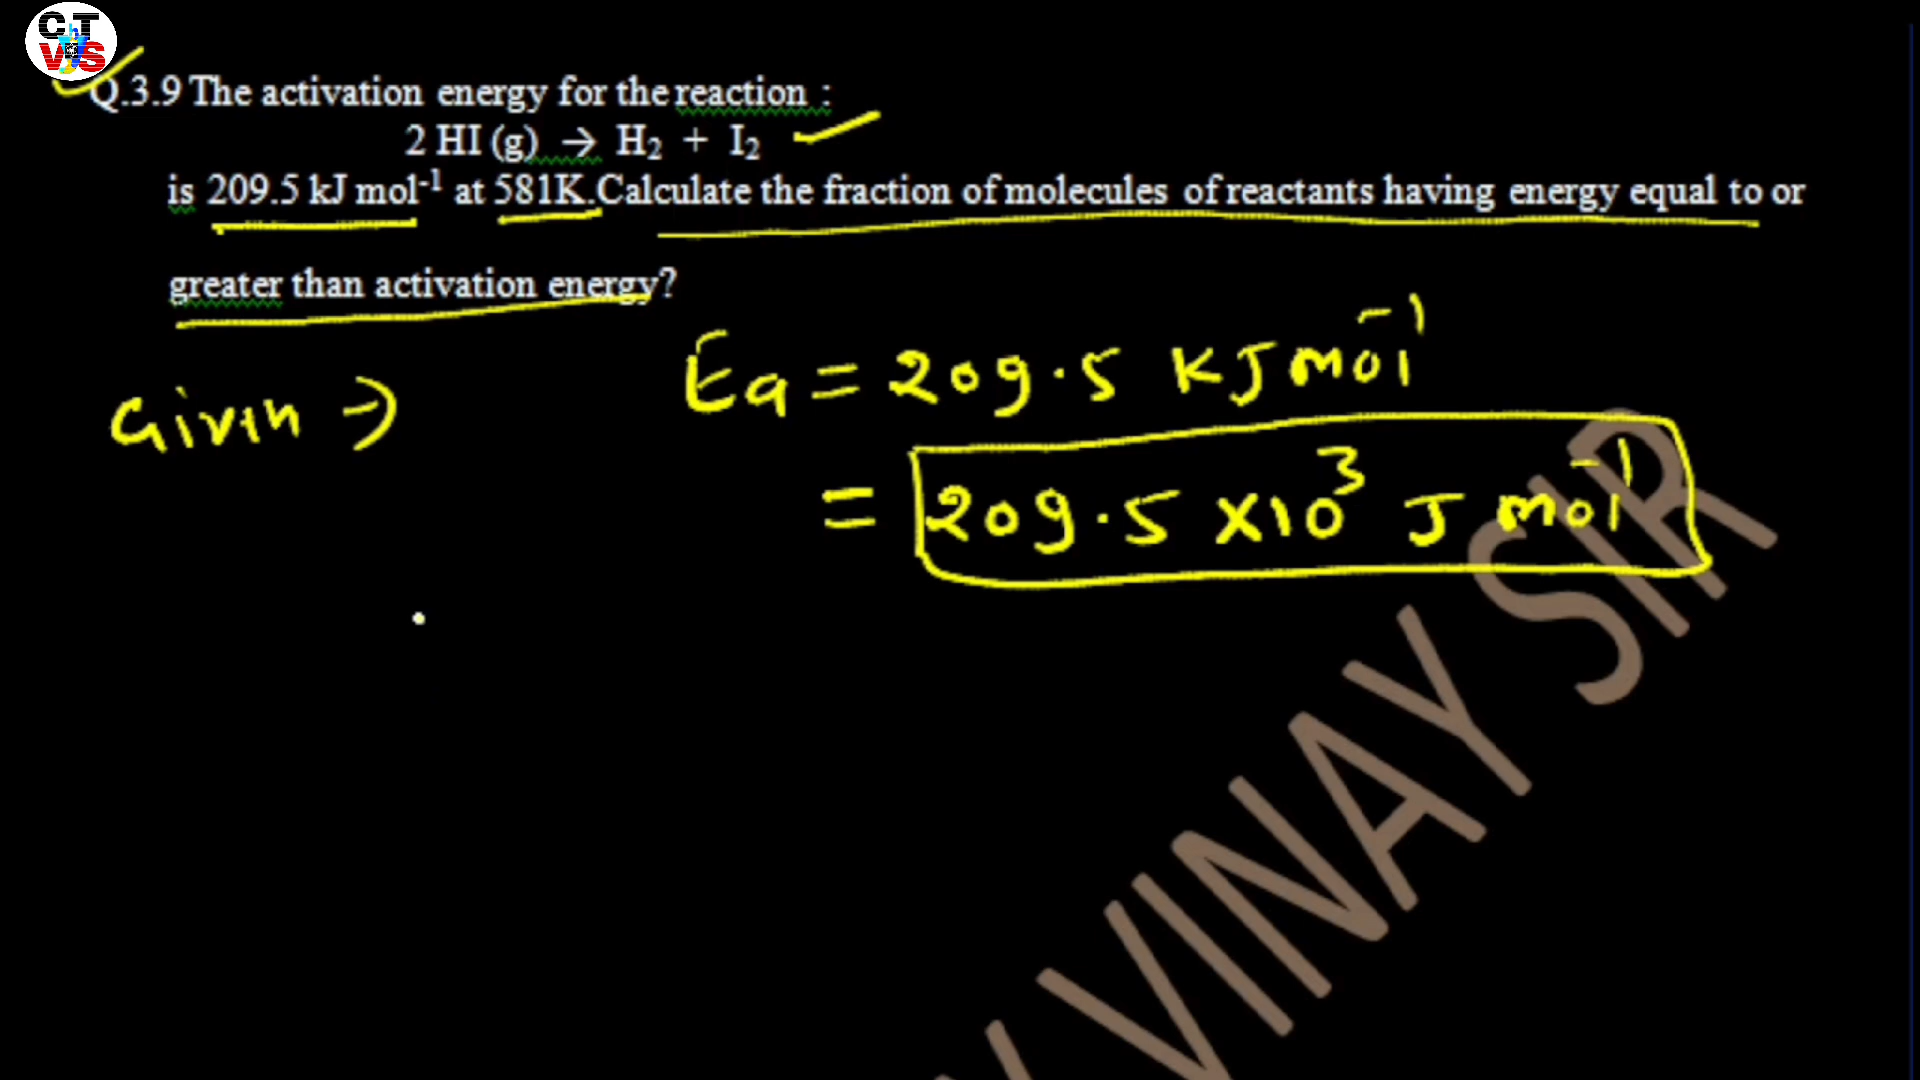 CT
WS
Q.3.9 The activation energy for the reaction :
2 HI (g) → H₂ + I₂
is 209.5 kJ mol⁻¹ at 581K.Calculate the fraction of molecules of reactants having energy equal to or
greater than activation energy?
Given ⇒
Ea = 209.5 KJ mol⁻¹
= 209.5 ×10³ J mol⁻¹
Y VINAY SIR